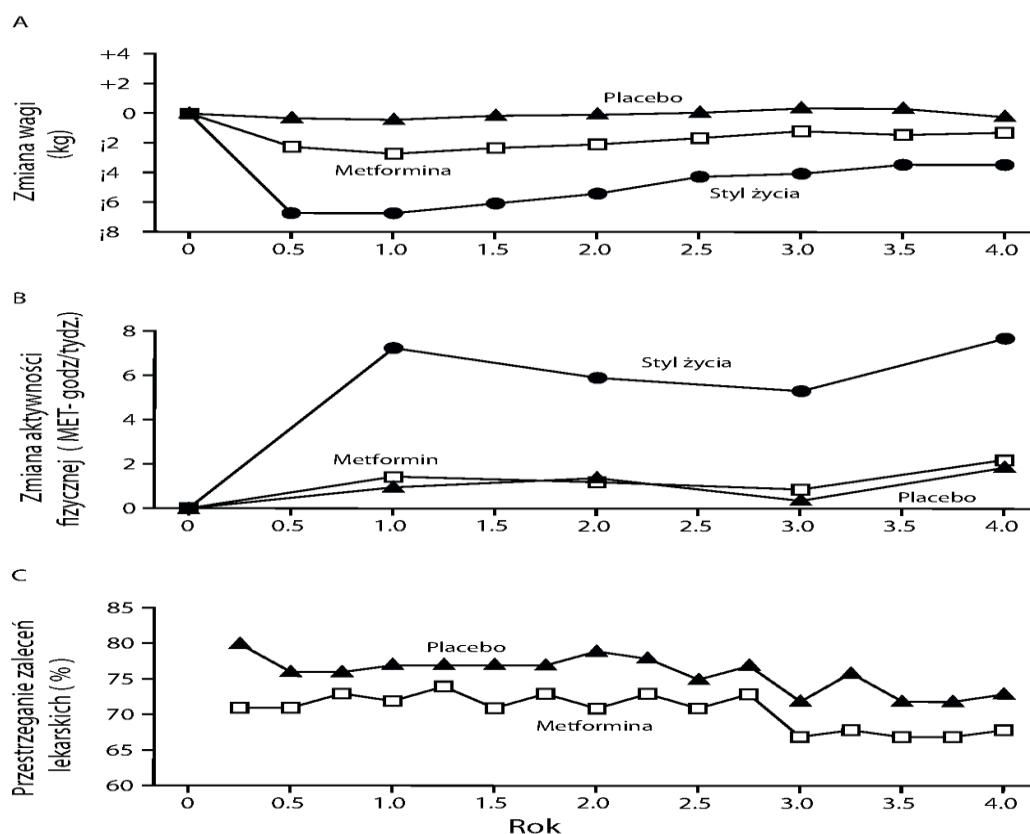 A
Zmiana wagi
(kg)
+4
+2
0
¡2
¡4
¡6
¡8
Placebo
Metformina
Styl życia
0 0.5 1.0 1.5 2.0 2.5 3.0 3.5 4.0
B
Zmiana aktywności
fizycznej ( MET- godz/tydz.)
8
6
4
2
0
Styl życia
Metformin
Placebo
0 0.5 1.0 1.5 2.0 2.5 3.0 3.5 4.0
C
Przestrzeganie zaleceń
lekarskich ( % )
85
80
75
70
65
60
Placebo
Metformina
0 0.5 1.0 1.5 2.0 2.5 3.0 3.5 4.0
Rok